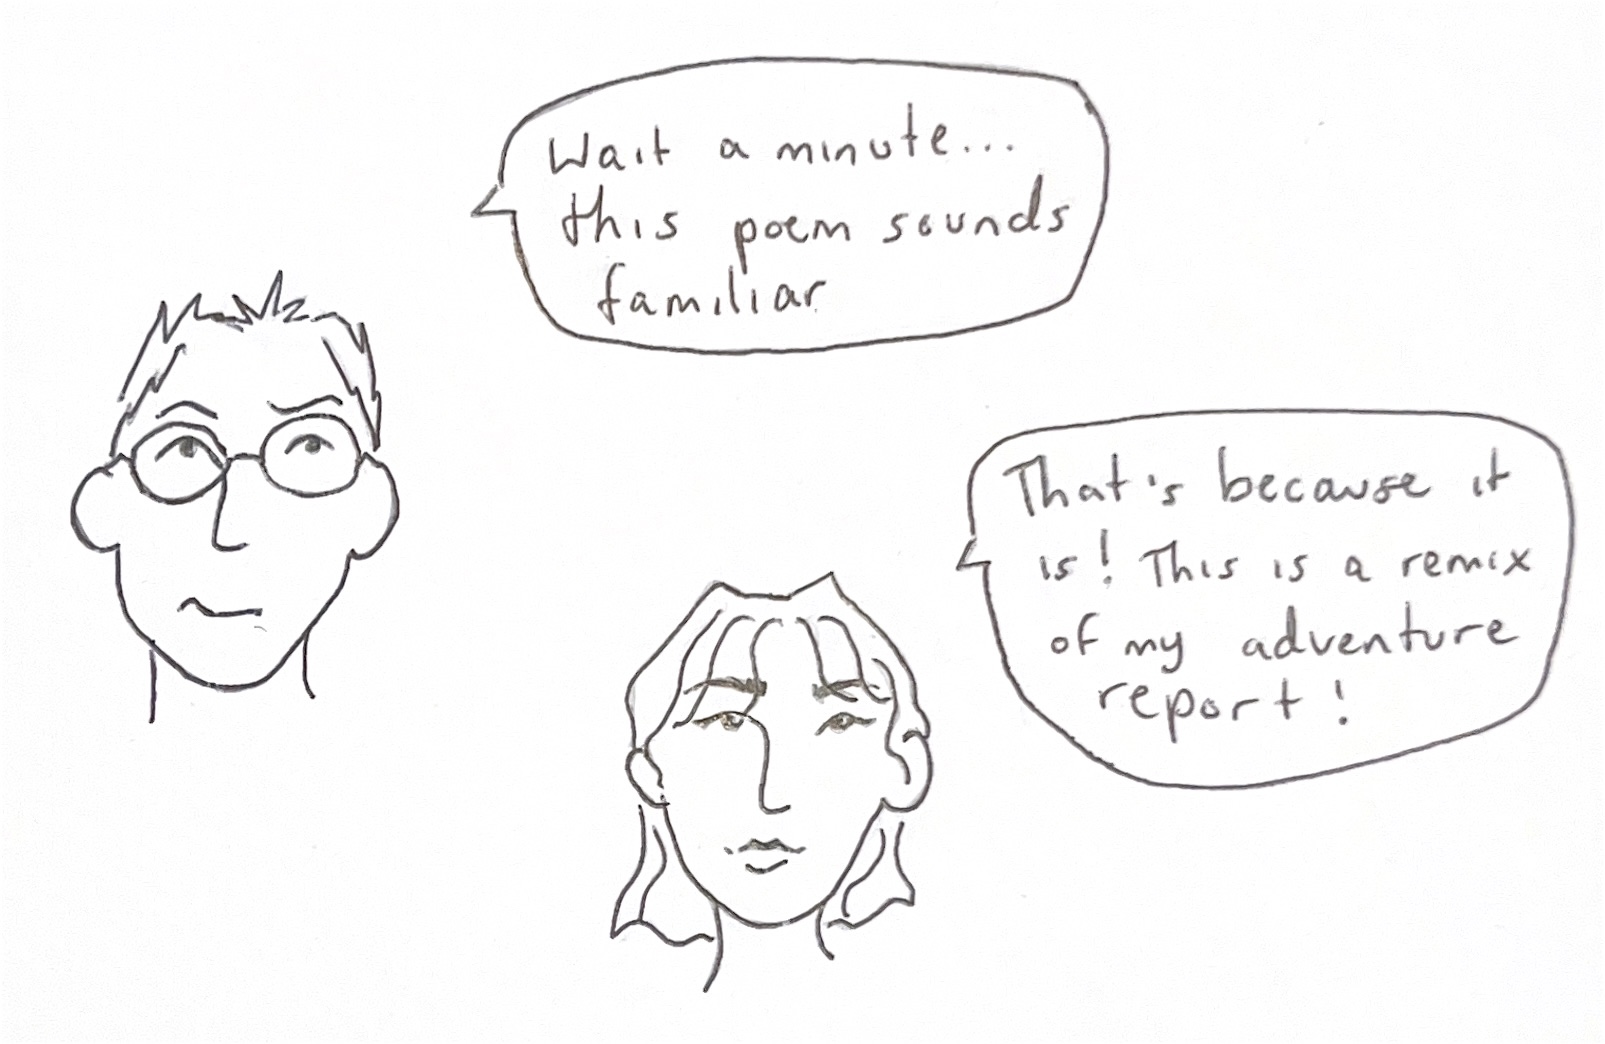 Wait a minute...
this poem sounds
familiar
That's because it
is! This is a remix
of my adventure
report!